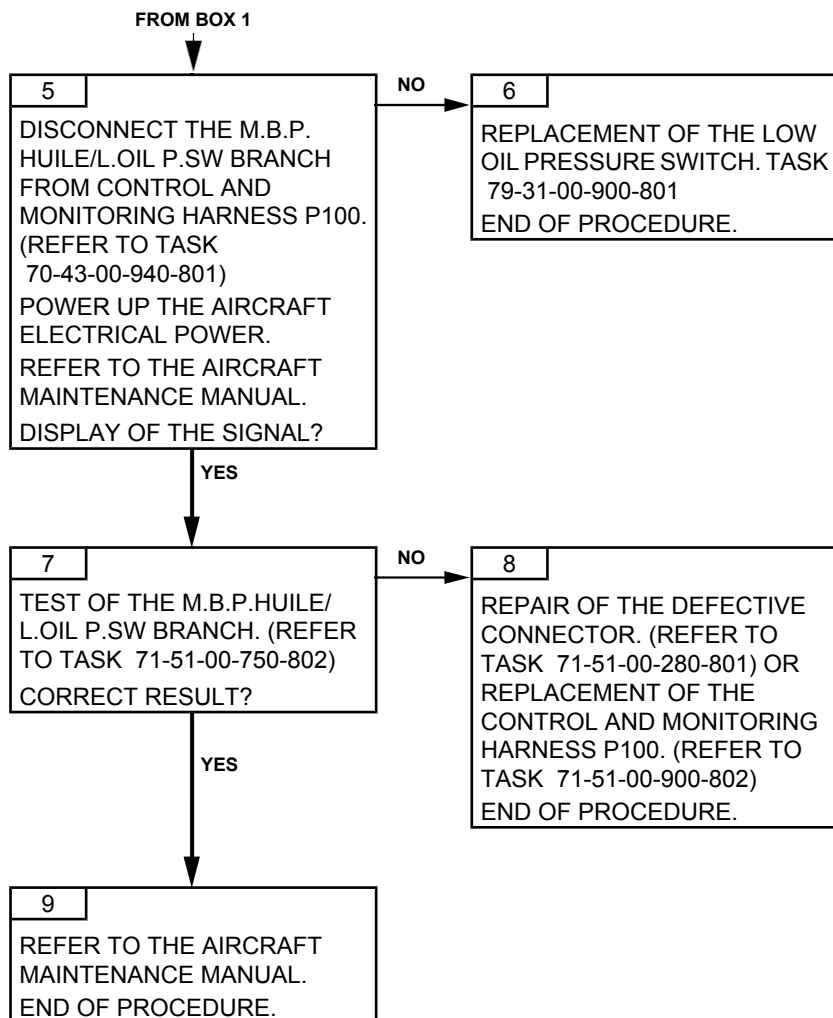 FROM BOX 1
5
DISCONNECT THE M.B.P.
HUILE/L.OIL P.SW BRANCH
FROM CONTROL AND
MONITORING HARNESS P100.
(REFER TO TASK
70-43-00-940-801)
POWER UP THE AIRCRAFT
ELECTRICAL POWER.
REFER TO THE AIRCRAFT
MAINTENANCE MANUAL.
DISPLAY OF THE SIGNAL?
NO
6
REPLACEMENT OF THE LOW
OIL PRESSURE SWITCH. TASK
79-31-00-900-801
END OF PROCEDURE.
YES
7
TEST OF THE M.B.P.HUILE/
L.OIL P.SW BRANCH. (REFER
TO TASK 71-51-00-750-802)
CORRECT RESULT?
NO
8
REPAIR OF THE DEFECTIVE
CONNECTOR. (REFER TO
TASK 71-51-00-280-801) OR
REPLACEMENT OF THE
CONTROL AND MONITORING
HARNESS P100. (REFER TO
TASK 71-51-00-900-802)
END OF PROCEDURE.
YES
9
REFER TO THE AIRCRAFT
MAINTENANCE MANUAL.
END OF PROCEDURE.